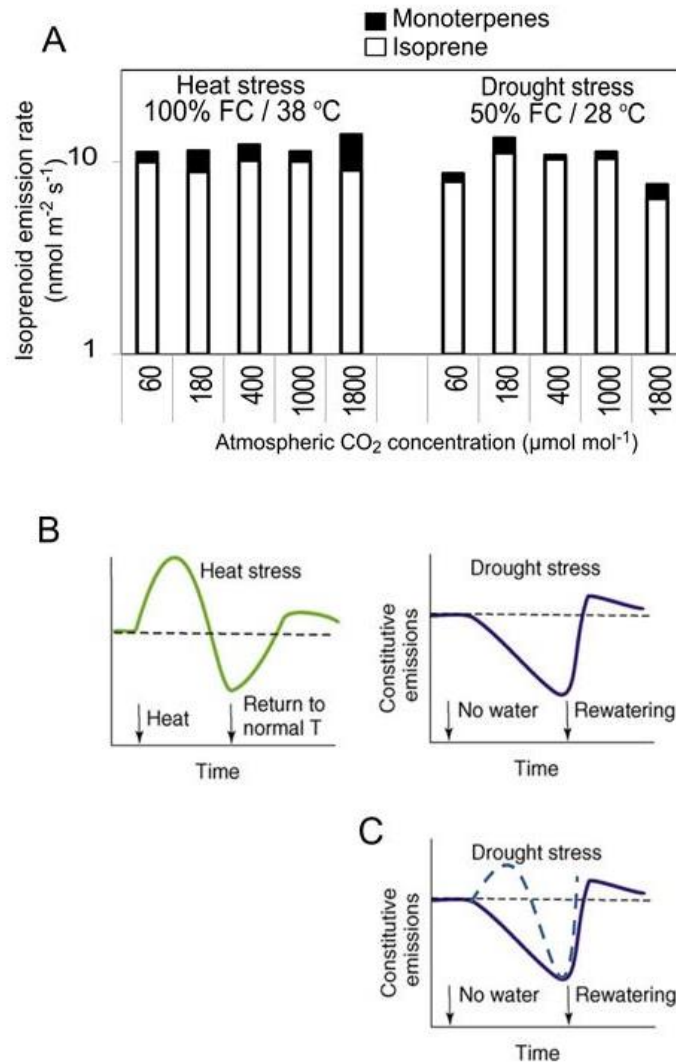 A
Monoterpenes
Isoprene
Heat stress
100% FC / 38 ºC
Drought stress
50% FC / 28 ºC
Isoprenoid emission rate
(nmol m⁻² s⁻¹)
10
1
60
180
400
1000
1800
60
180
400
1000
1800
Atmospheric CO₂ concentration (µmol mol⁻¹)
B
Heat stress
Heat
Return to
normal T
Time
Drought stress
Constitutive
emissions
No water
Rewatering
Time
C
Drought stress
Constitutive
emissions
No water
Rewatering
Time